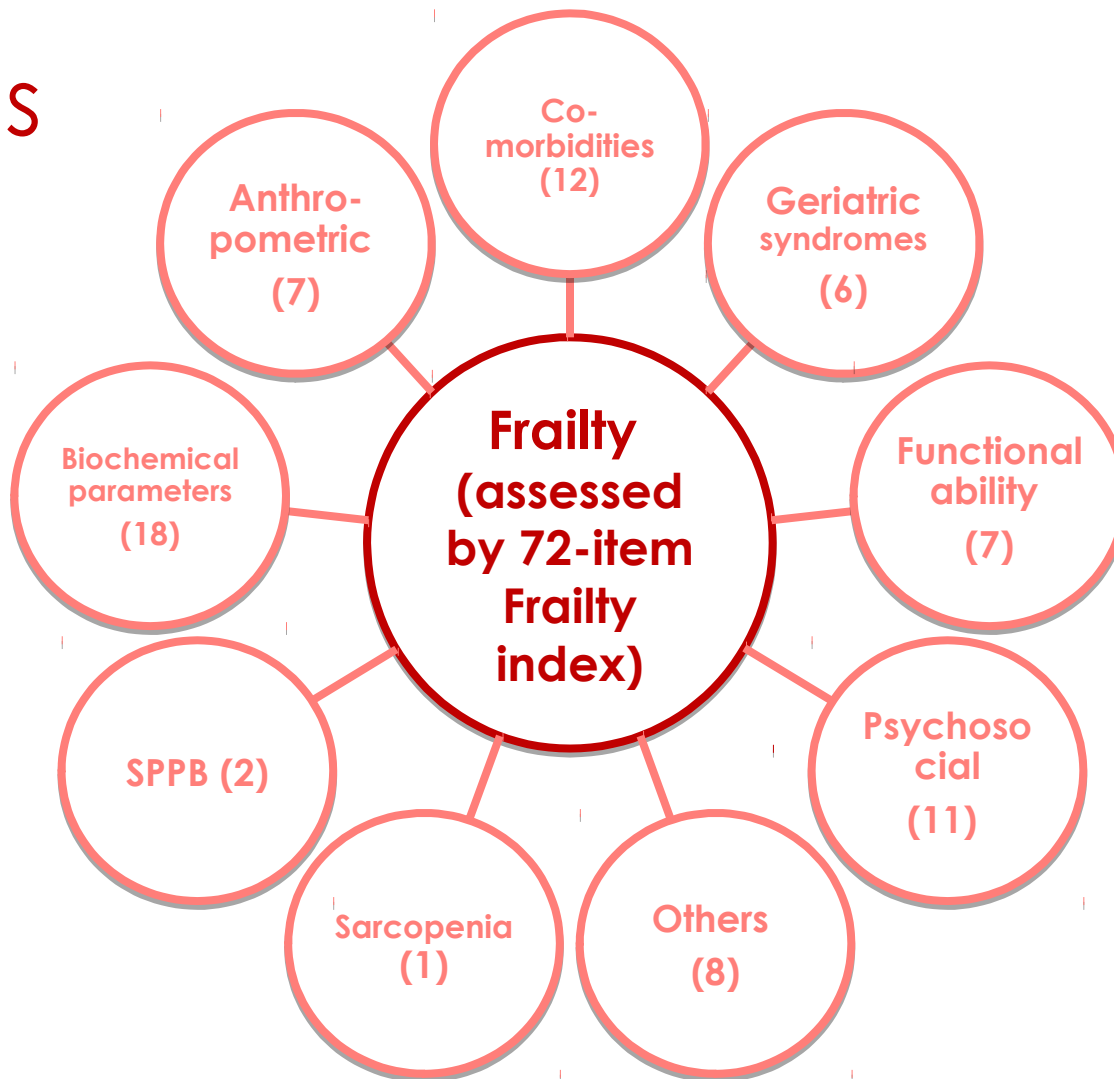 S
Co-
morbidities
(12)
Geriatric
syndromes
(6)
Functional
ability
(7)
Psychoso
cial
(11)
Others
(8)
Sarcopenia
(1)
SPPB (2)
Biochemical
parameters
(18)
Anthro-
pometric
(7)
Frailty
(assessed
by 72-item
Frailty
index)